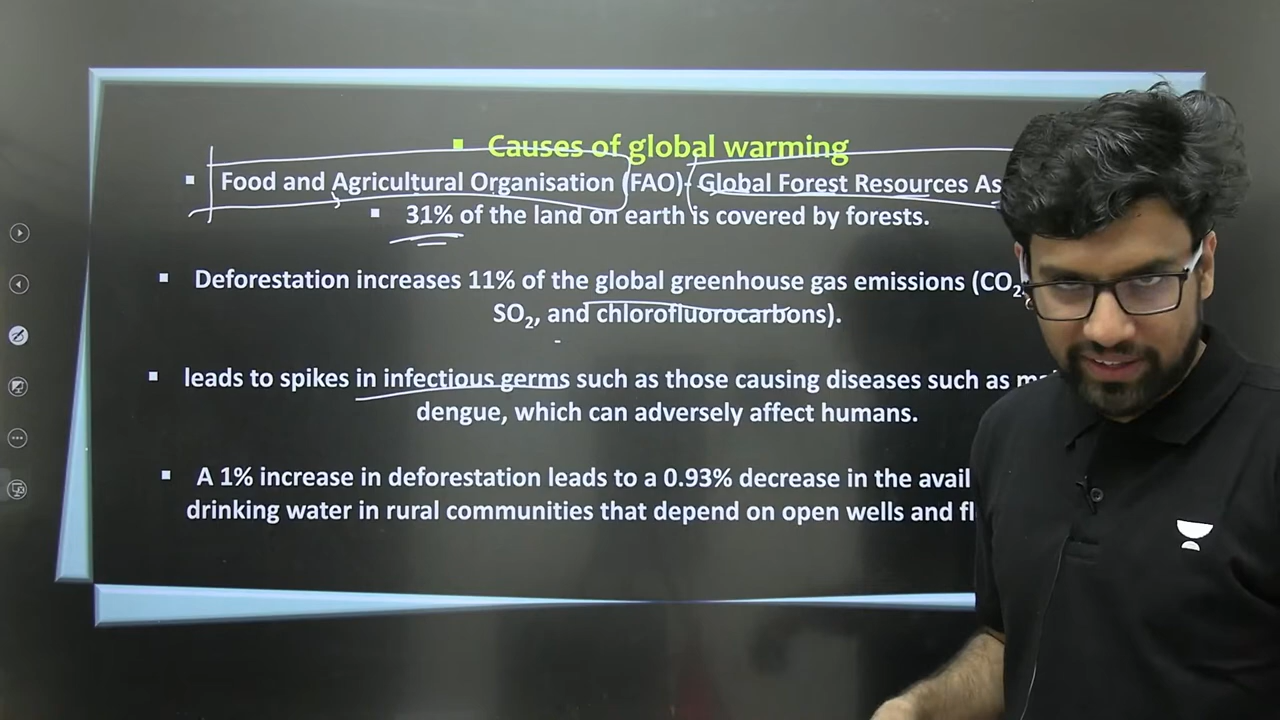 Causes of global warming
Food and Agricultural Organisation (FAO)- Global Forest Resources As
31% of the land on earth is covered by forests.
Deforestation increases 11% of the global greenhouse gas emissions (CO₂,
SO₂, and chlorofluorocarbons).
leads to spikes in infectious germs such as those causing diseases such as
dengue, which can adversely affect humans.
A 1% increase in deforestation leads to a 0.93% decrease in the avail
drinking water in rural communities that depend on open wells and